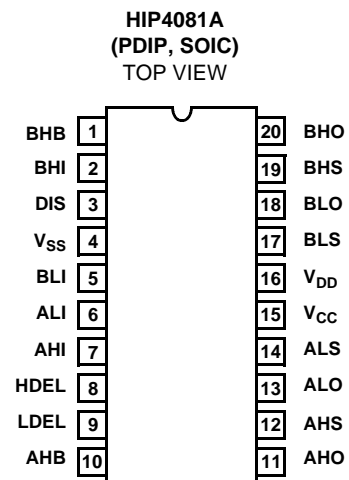 HIP4081A
(PDIP, SOIC)
TOP VIEW
BHB 1 20 BHO
BHI 2 19 BHS
DIS 3 18 BLO
VSS 4 17 BLS
BLI 5 16 VDD
ALI 6 15 VCC
AHI 7 14 ALS
HDEL 8 13 ALO
LDEL 9 12 AHS
AHB 10 11 AHO